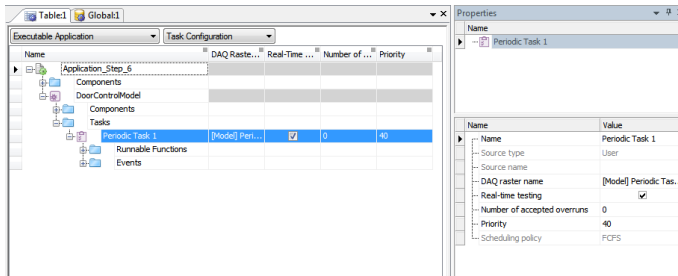 Table:1 Global:1
Executable Application Task Configuration
Name DAQ Raste... Real-Time ... Number of ... Priority
Application_Step_6
Components
DoorControlModel
Components
Tasks
Periodic Task 1 [Model] Peri... 0 40
Runnable Functions
Events
Properties
Name
Periodic Task 1
Name Value
Name Periodic Task 1
Source type User
Source name
DAQ raster name [Model] Periodic Tas.
Real-time testing
Number of accepted overruns 0
Priority 40
Scheduling policy FCFS